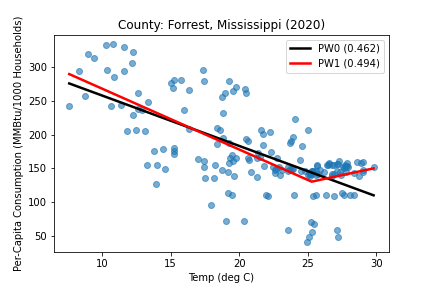 County: Forrest, Mississippi (2020)
PW0 (0.462)
PW1 (0.494)
Per-Capita Consumption (MMBtu/1000 Households)
300
250
200
150
100
50
10 15 20 25 30
Temp (deg C)